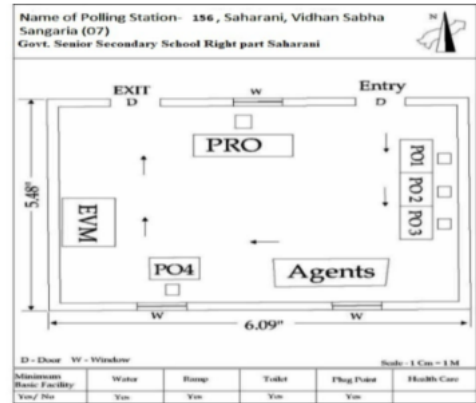 Name of Polling Station- 156, Saharani, Vidhan Sabha
Sangaria (07)
Govt. Senior Secondary School Right part Saharani
N
EXIT
D
W
Entry
D
PRO
PO1
PO2
PO3
5.48"
EVM
PO4
Agents
W
W
6.09"
D - Door W - Window
Scale - 1 Cm = 1 M
Minimum Basic Facility Water Ramp Toilet Plug Point Health Care
Yes/ No Yes Yes Yes Yes